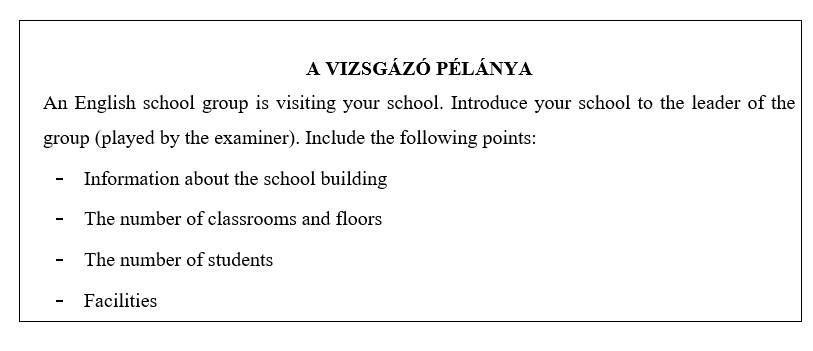 A VIZSGÁZÓ PÉLÁNYA
An English school group is visiting your school. Introduce your school to the leader of the
group (played by the examiner). Include the following points:
- Information about the school building
- The number of classrooms and floors
- The number of students
- Facilities